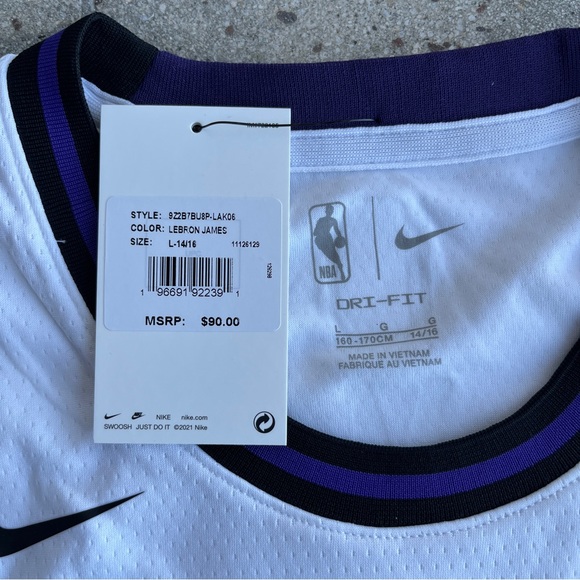 STYLE: 9Z2B7BU8P-LAK06
COLOR: LEBRON JAMES
SIZE: L-14/16 11126129
1 96691 92239 1
MSRP: $90.00
NIKE nike.com
SWOOSH JUST DO IT ©2021 Nike
NBA
DRI-FIT
L G G
160-170CM 14/16
MADE IN VIETNAM
FABRIQUE AU VIETNAM